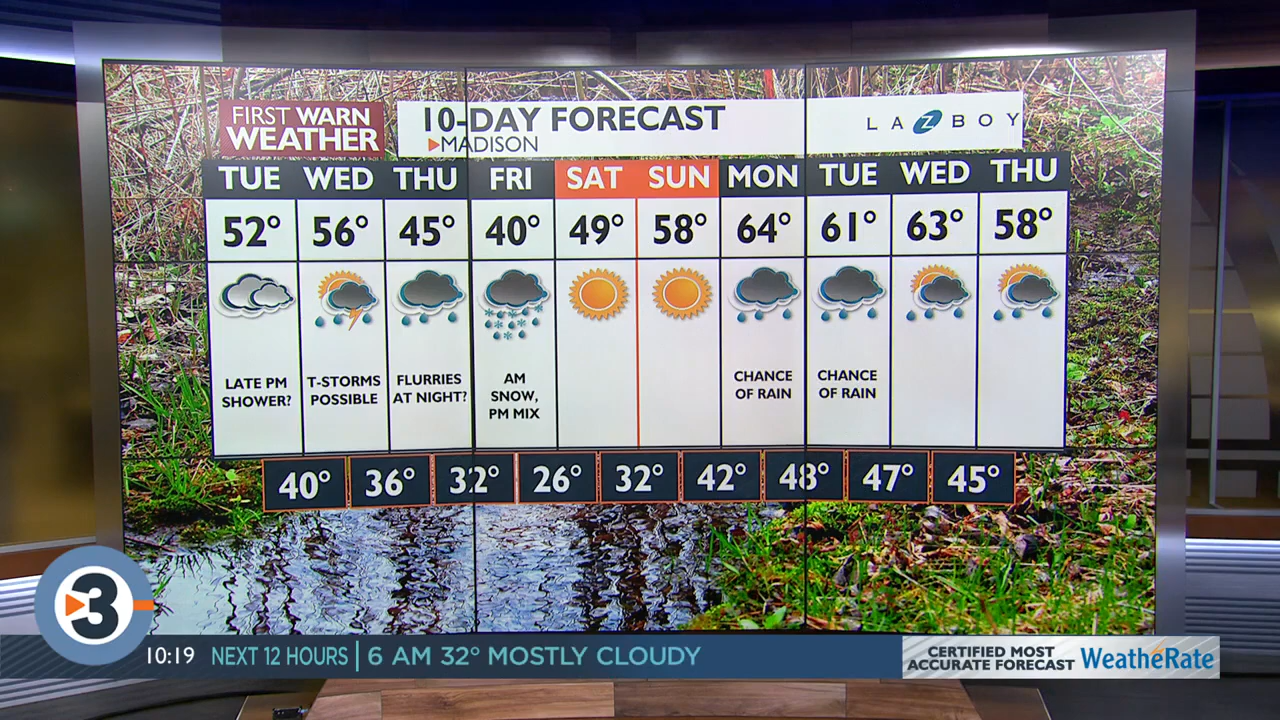 FIRST WARN
WEATHER
10-DAY FORECAST
MADISON
LAZBOY
TUE WED THU FRI SAT SUN MON TUE WED THU
52° 56° 45° 40° 49° 58° 64° 61° 63° 58°
LATE PM
SHOWER?
T-STORMS
POSSIBLE
FLURRIES
AT NIGHT?
AM
SNOW,
PM MIX
CHANCE
OF RAIN
CHANCE
OF RAIN
40° 36° 32° 26° 32° 42° 48° 47° 45°
3
10:19 NEXT 12 HOURS | 6 AM 32° MOSTLY CLOUDY
CERTIFIED MOST
ACCURATE FORECAST
WeatheRate